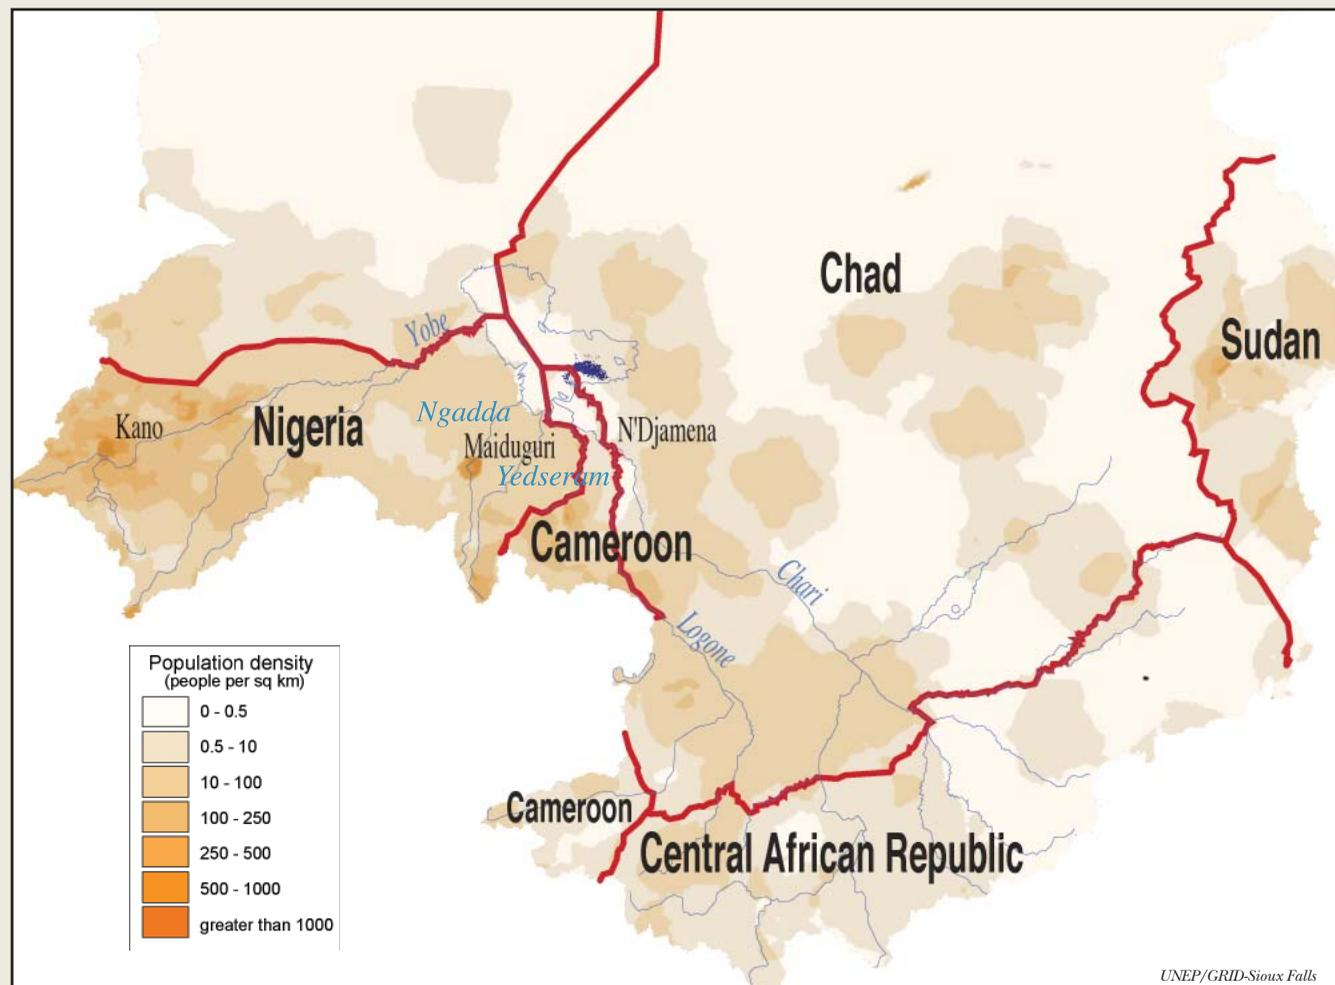 Chad
Sudan
Yobe
Ngadda
Kano
Nigeria
Maiduguri
N'Djamena
Yedseram
Cameroon
Chari
Logone
Population density
(people per sq km)
0 - 0.5
0.5 - 10
10 - 100
100 - 250
250 - 500
500 - 1000
greater than 1000
Cameroon
Central African Republic
UNEP/GRID-Sioux Falls